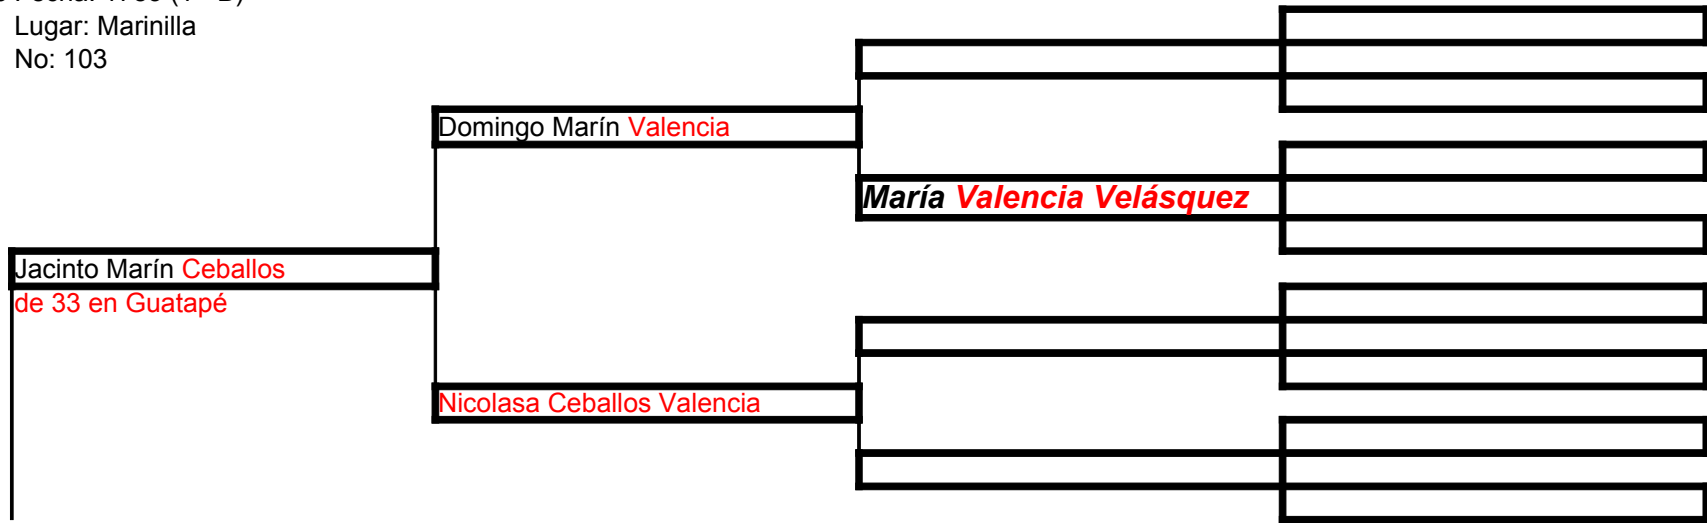 Lugar: Marinilla
No: 103
Domingo Marín Valencia
María Valencia Velásquez
Jacinto Marín Ceballos
de 33 en Guatapé
Nicolasa Ceballos Valencia